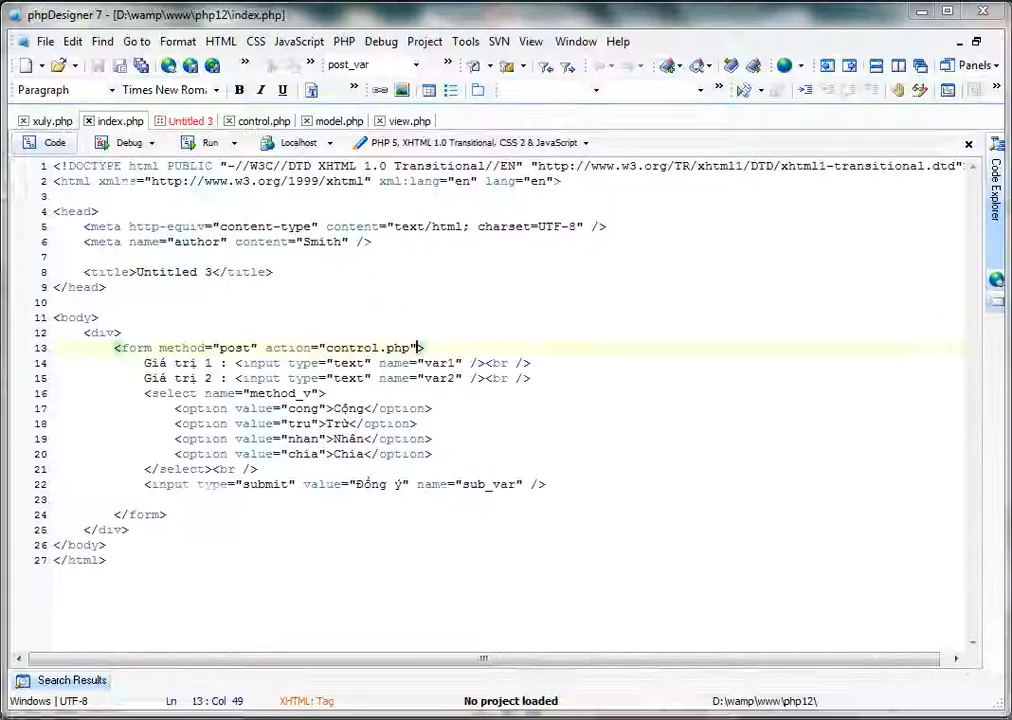 phpDesigner 7 - [D:\wamp\www\php12\index.php]
File Edit Find Go to Format HTML CSS JavaScript PHP Debug Project Tools SVN View Window Help
post_var
Panels
Paragraph Times New Roma B I U
xuly.php index.php Untitled 3 control.php model.php view.php
Code Debug Run Localhost PHP 5, XHTML 1.0 Transitional, CSS 2 & JavaScript
Code Explorer
1 <!DOCTYPE html PUBLIC "-//W3C//DTD XHTML 1.0 Transitional//EN" "http://www.w3.org/TR/xhtml1/DTD/xhtml1-transitional.dtd"
2 <html xmlns="http://www.w3.org/1999/xhtml" xml:lang="en" lang="en">
3
4 <head>
5 <meta http-equiv="content-type" content="text/html; charset=UTF-8" />
6 <meta name="author" content="Smith" />
7
8 <title>Untitled 3</title>
9 </head>
10
11 <body>
12 <div>
13 <form method="post" action="control.php">
14 Giá trị 1 : <input type="text" name="var1" /><br />
15 Giá trị 2 : <input type="text" name="var2" /><br />
16 <select name="method_v">
17 <option value="cong">Cộng</option>
18 <option value="tru">Trừ</option>
19 <option value="nhan">Nhân</option>
20 <option value="chia">Chia</option>
21 </select><br />
22 <input type="submit" value="Đồng ý" name="sub_var" />
23
24 </form>
25 </div>
26 </body>
27 </html>
Search Results
Windows | UTF-8 Ln 13 : Col 49 XHTML: Tag No project loaded D:\wamp\www\php12\